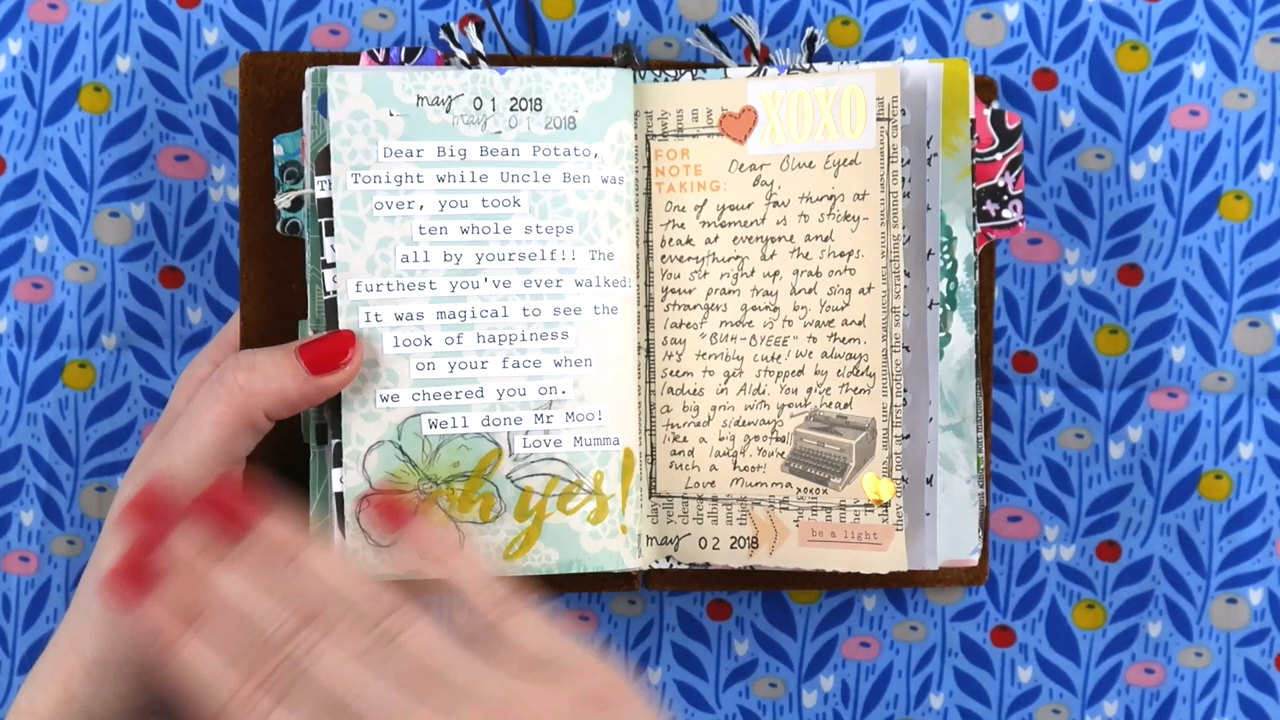 may 01 2018
may 01 2018
Dear Big Bean Potato,
Tonight while Uncle Ben was
over, you took
ten whole steps
all by yourself!! The
furthest you've ever walked!
It was magical to see the
look of happiness
on your face when
we cheered you on.
Well done Mr Moo!
Love Mumma
oh yes!
XOXO
FOR
NOTE
TAKING:
Dear Blue Eyed
Boy,
One of your fav things at
the moment is to sticky-
beak at everyone and
everything at the shops.
You sit right up, grab onto
your pram tray and sing at
strangers going by. Your
latest move is to wave and
say "BUH-BYEEE" to them.
It's terribly cute! We always
seem to get stopped by elderly
ladies in Aldi. You give them
a big grin with your head
turned sideways
like a big goofball
and laugh. You're
such a hoot!
Love Mumma
xoxox
may 02 2018
be a light